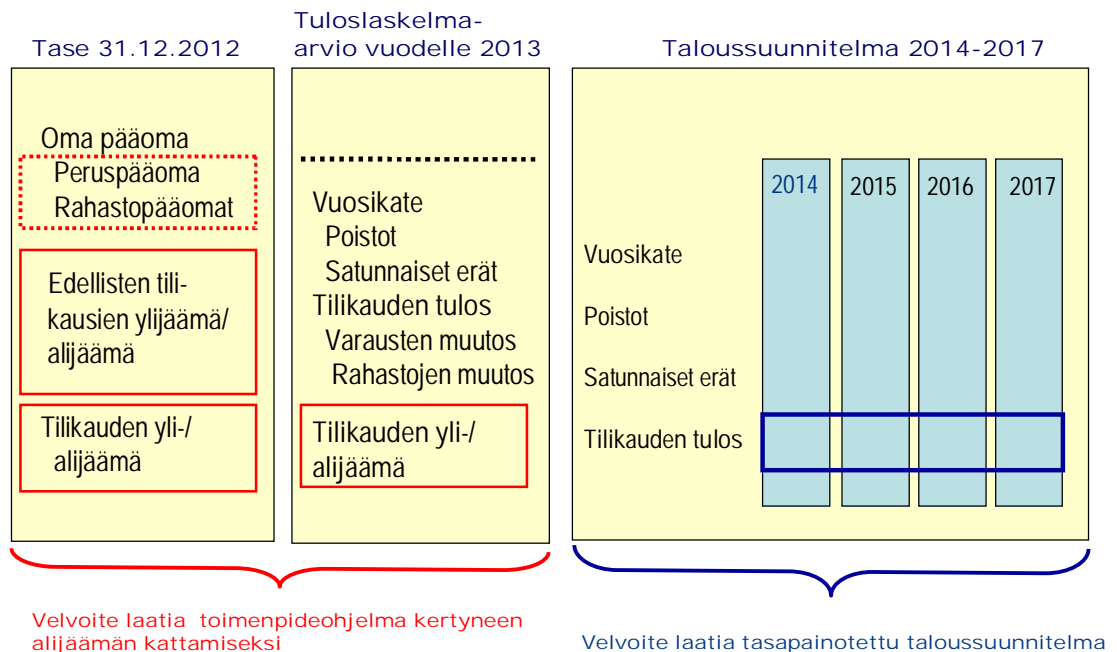 Tase 31.12.2012
Oma pääoma
Peruspääoma
Rahastopääomat
Edellisten tili-
kausien ylijäämä/
alijäämä
Tilikauden yli-/
alijäämä
Tuloslaskelma-
arvio vuodelle 2013
Vuosikate
Poistot
Satunnaiset erät
Tilikauden tulos
Varausten muutos
Rahastojen muutos
Tilikauden yli-/
alijäämä
Velvoite laatia toimenpideohjelma kertyneen
alijäämän kattamiseksi
Taloussuunnitelma 2014-2017
2014 2015 2016 2017
Vuosikate
Poistot
Satunnaiset erät
Tilikauden tulos
Velvoite laatia tasapainotettu taloussuunnitelma